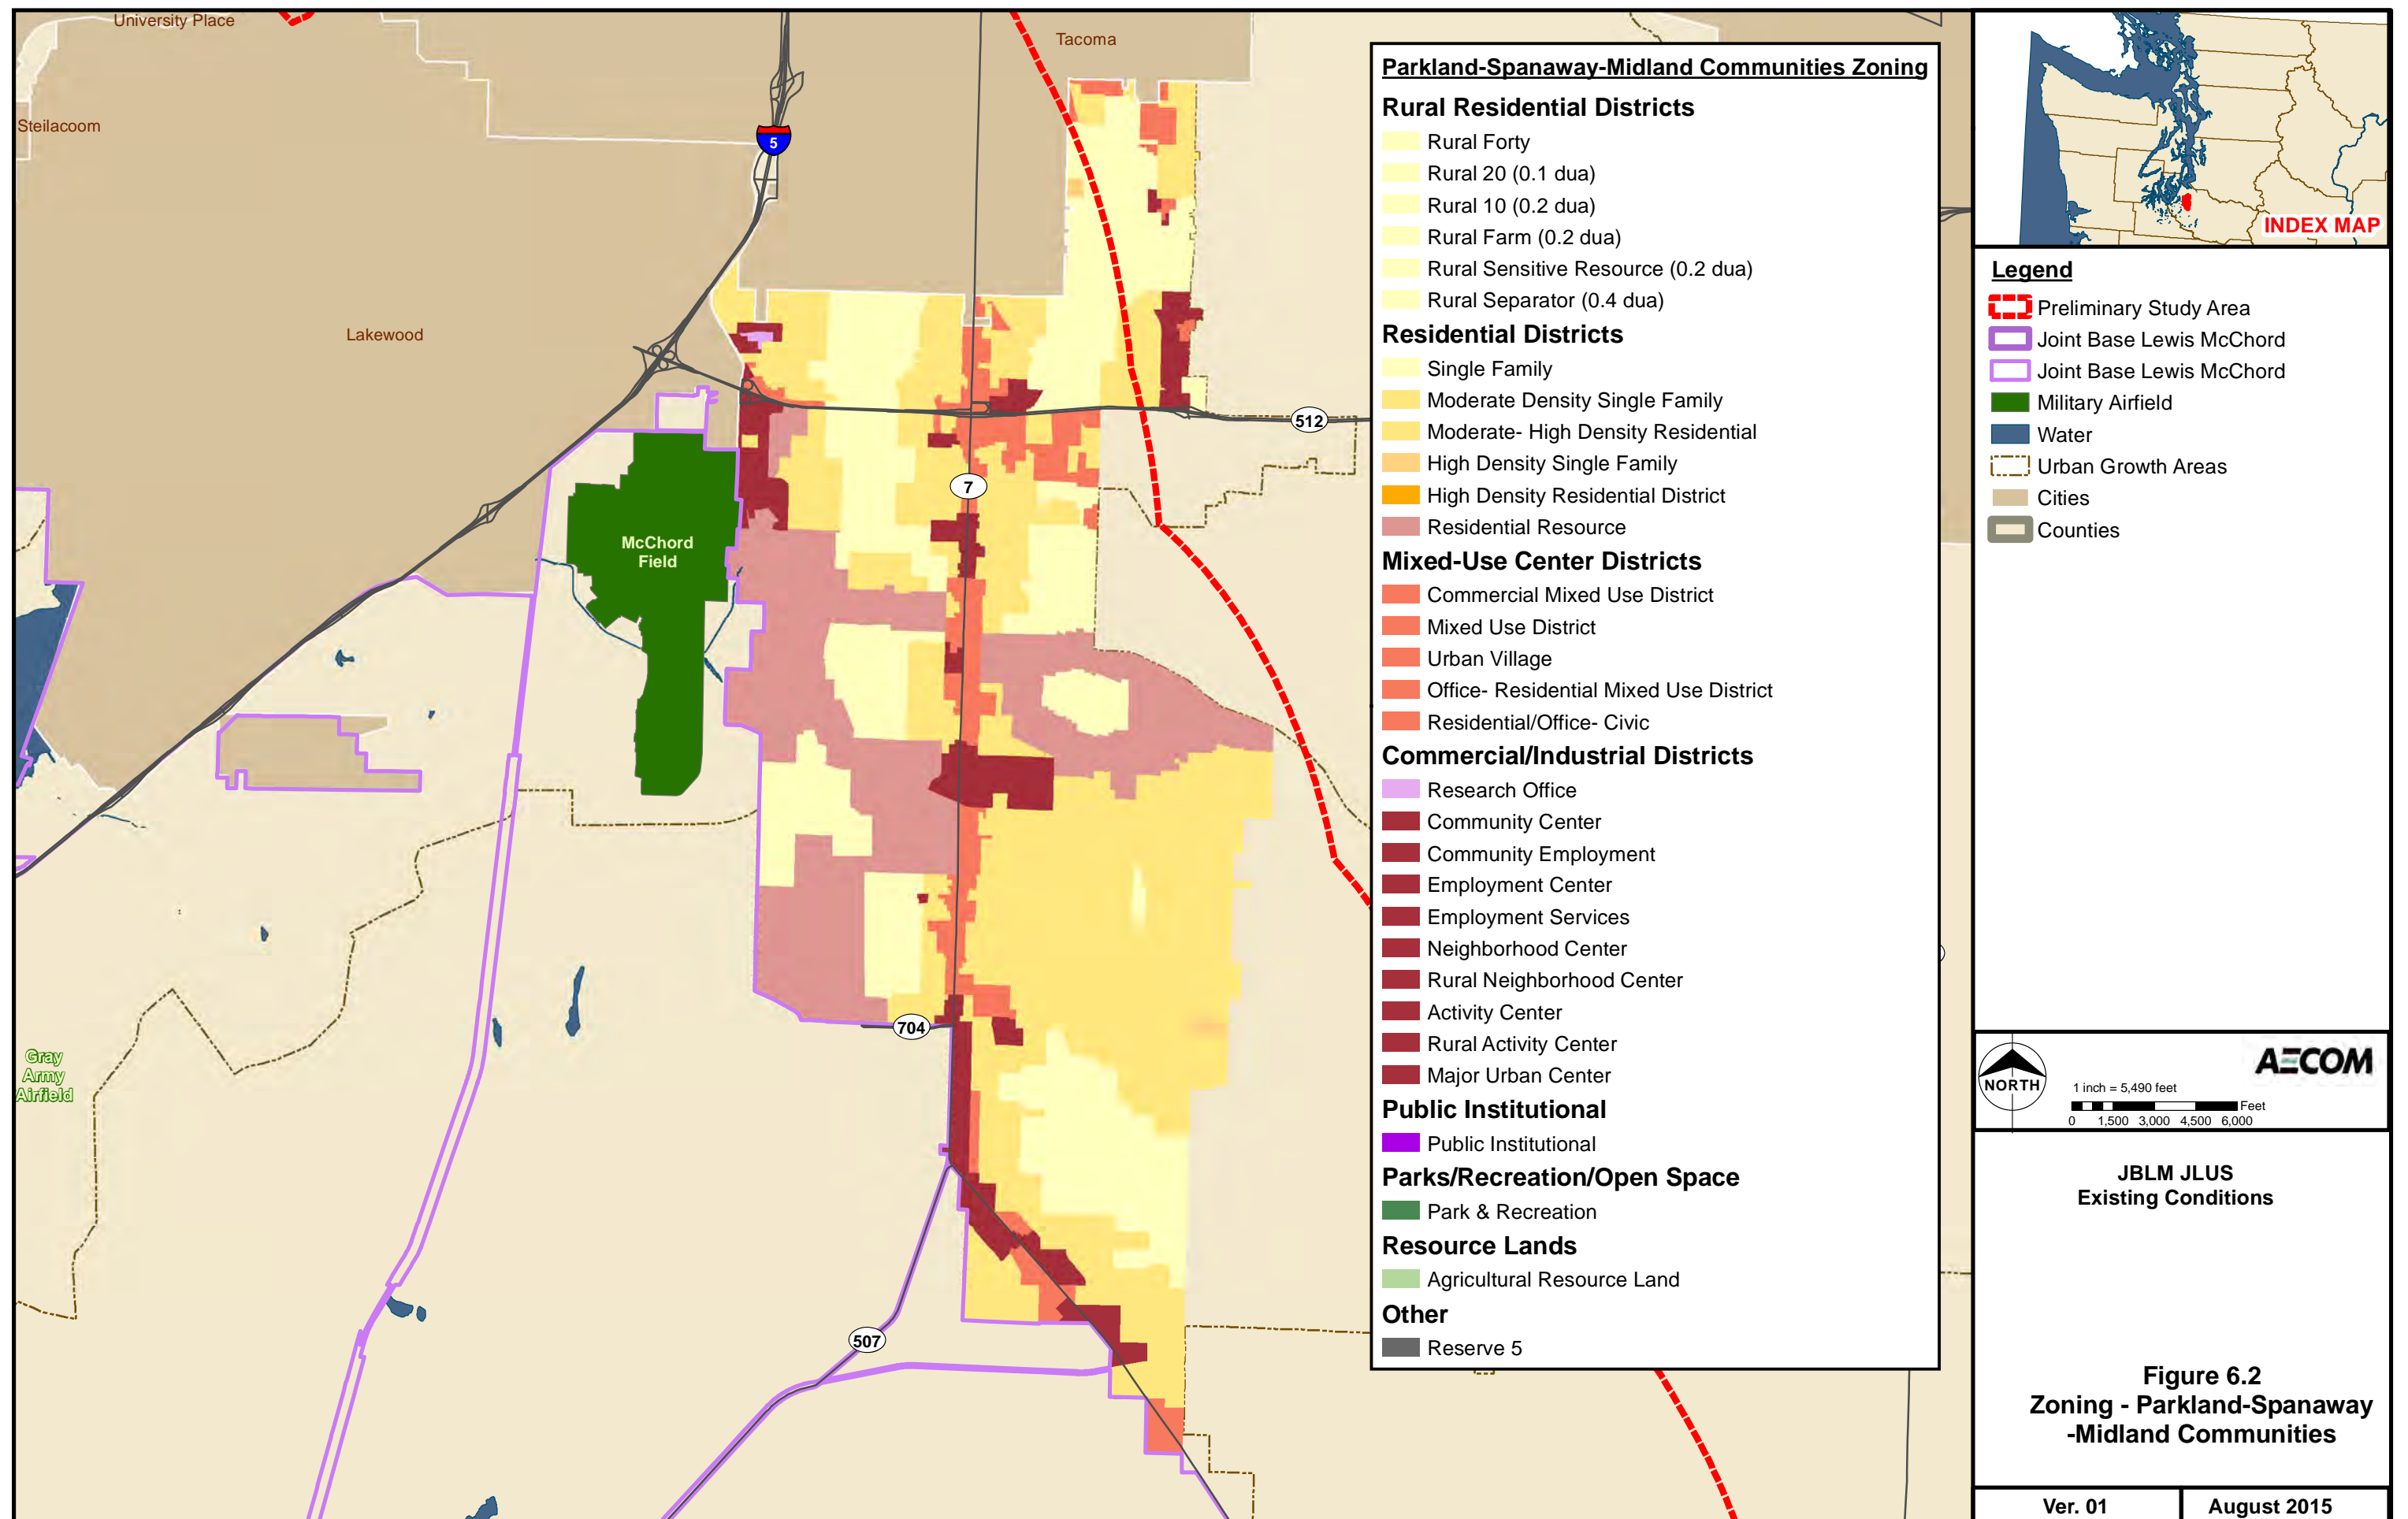 University Place
Tacoma
Steilacoom
5
Lakewood
512
7
McChord
Field
704
Gray
Army
Airfield
507
Parkland-Spanaway-Midland Communities Zoning
Rural Residential Districts
Rural Forty
Rural 20 (0.1 dua)
Rural 10 (0.2 dua)
Rural Farm (0.2 dua)
Rural Sensitive Resource (0.2 dua)
Rural Separator (0.4 dua)
Residential Districts
Single Family
Moderate Density Single Family
Moderate- High Density Residential
High Density Single Family
High Density Residential District
Residential Resource
Mixed-Use Center Districts
Commercial Mixed Use District
Mixed Use District
Urban Village
Office- Residential Mixed Use District
Residential/Office- Civic
Commercial/Industrial Districts
Research Office
Community Center
Community Employment
Employment Center
Employment Services
Neighborhood Center
Rural Neighborhood Center
Activity Center
Rural Activity Center
Major Urban Center
Public Institutional
Public Institutional
Parks/Recreation/Open Space
Park & Recreation
Resource Lands
Agricultural Resource Land
Other
Reserve 5
INDEX MAP
Legend
Preliminary Study Area
Joint Base Lewis McChord
Joint Base Lewis McChord
Military Airfield
Water
Urban Growth Areas
Cities
Counties
NORTH
AECOM
1 inch = 5,490 feet
Feet
0 1,500 3,000 4,500 6,000
JBLM JLUS
Existing Conditions
Figure 6.2
Zoning - Parkland-Spanaway
-Midland Communities
Ver. 01
August 2015